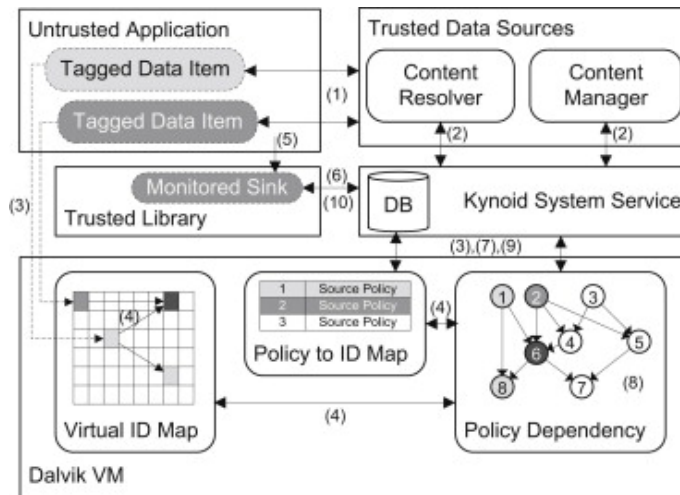 Untrusted Application
Tagged Data Item
Tagged Data Item
(1)
(5)
Trusted Data Sources
Content
Resolver
Content
Manager
(2)
(2)
(3)
Monitored Sink
Trusted Library
(6)
(10)
DB
Kynoid System Service
(3),(7),(9)
(4)
Virtual ID Map
1 Source Policy
2 Source Policy
3 Source Policy
Policy to ID Map
(4)
1
2
3
4
5
6
7
8
(8)
Policy Dependency
(4)
Dalvik VM